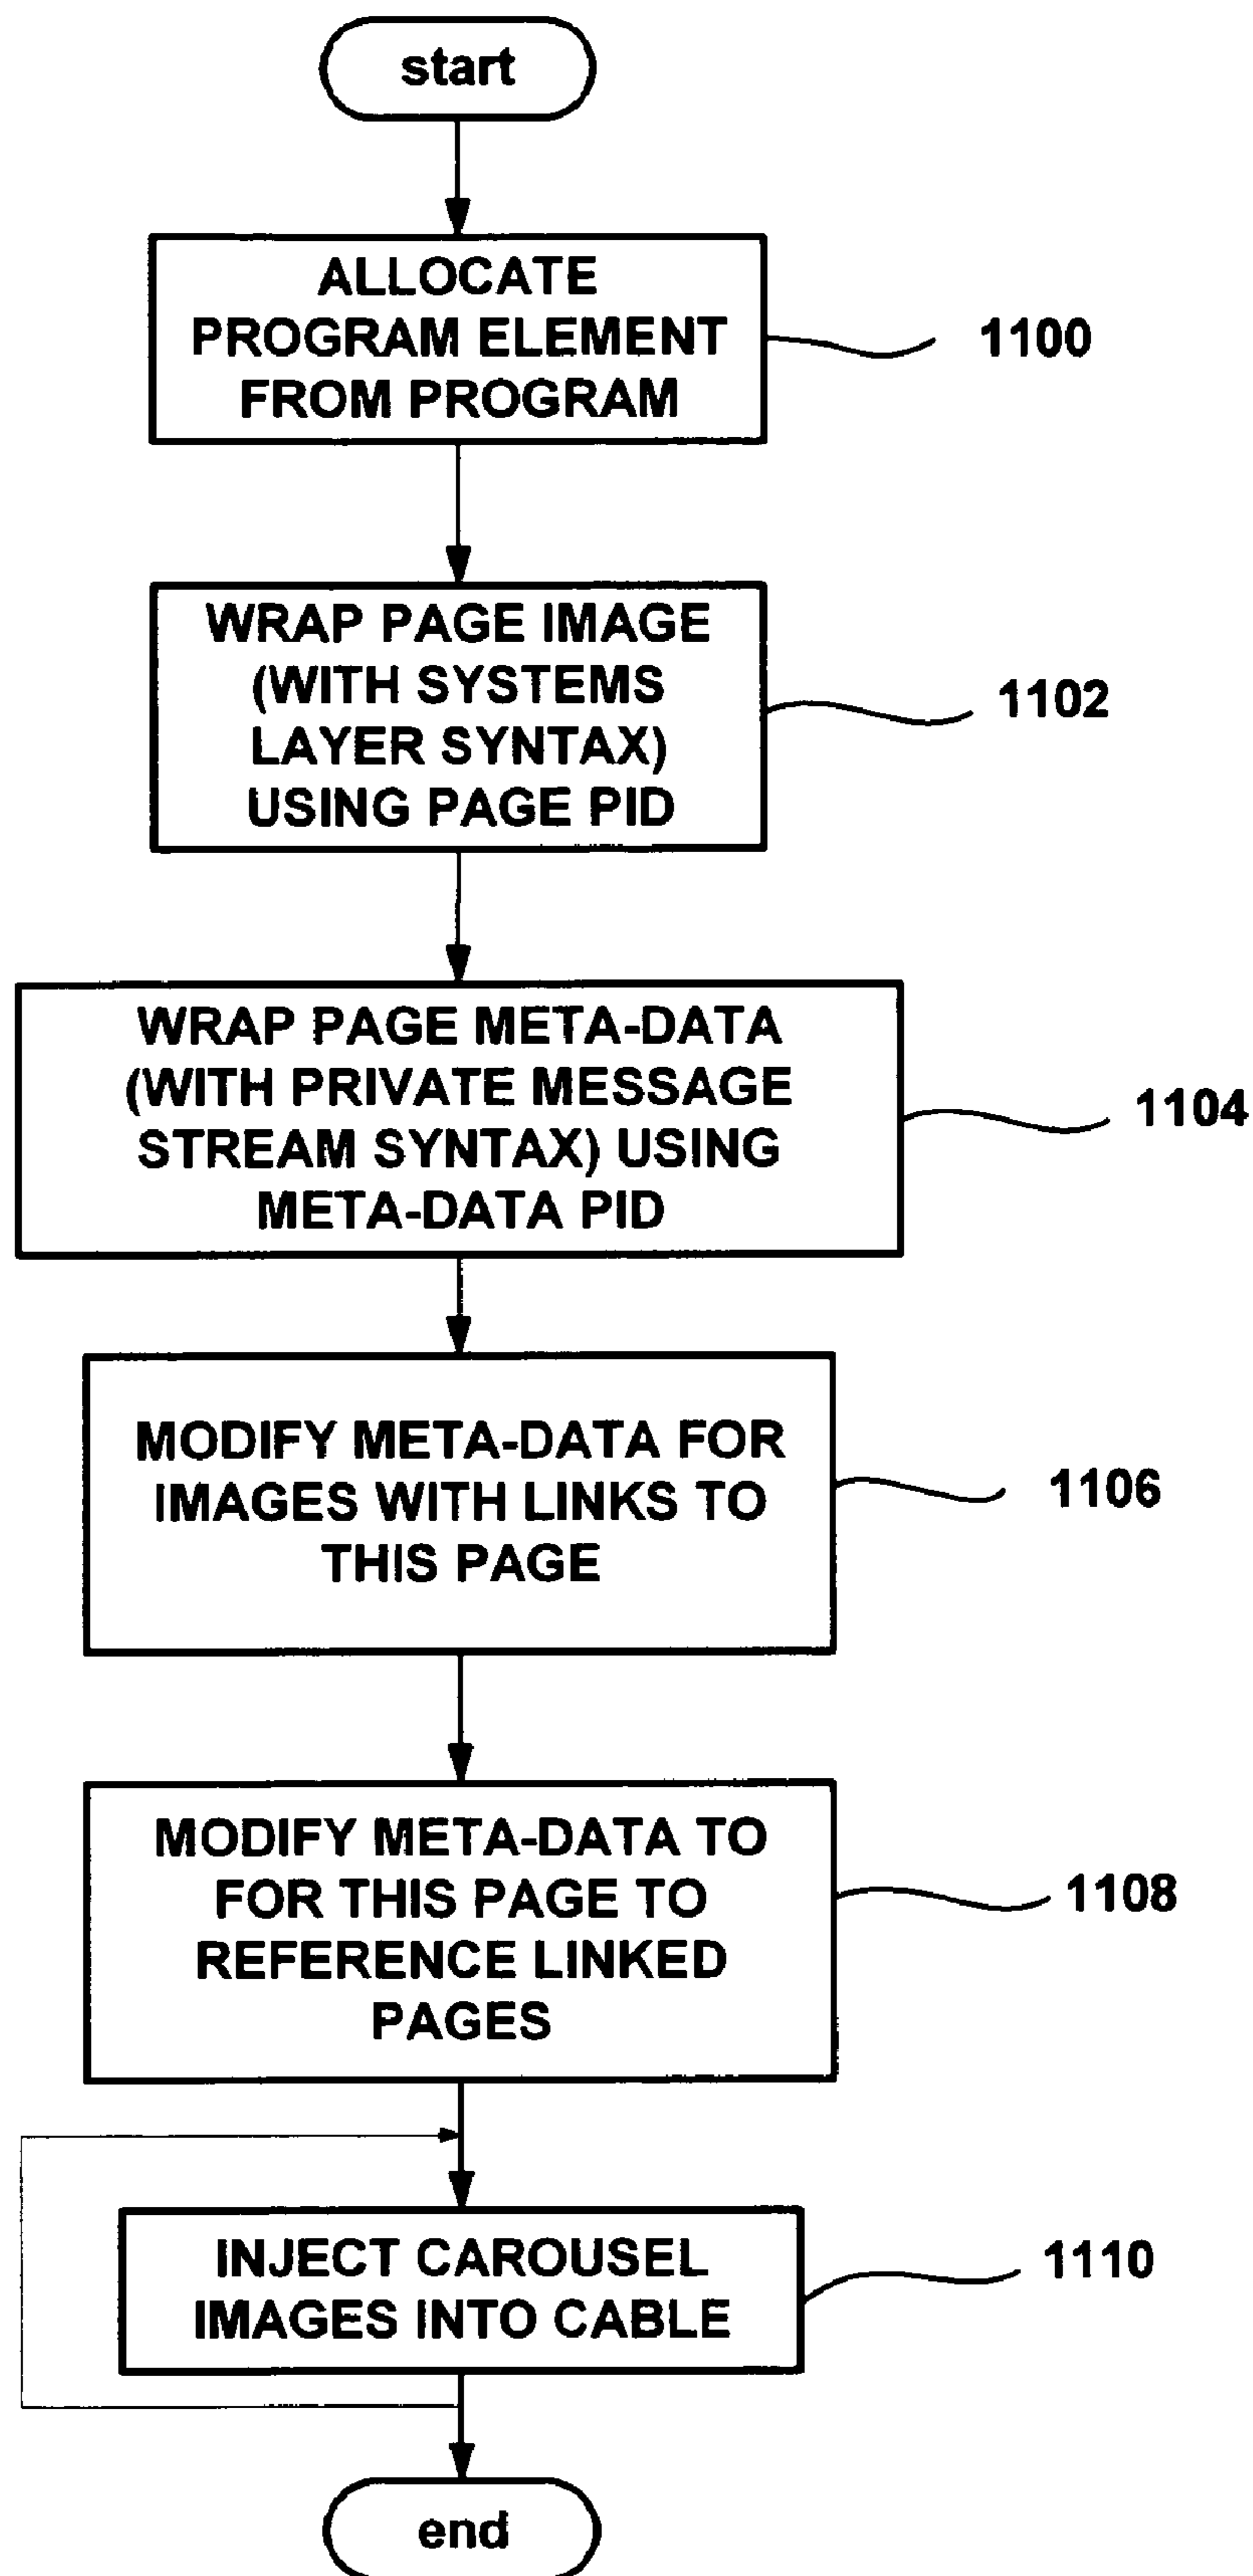 start
ALLOCATE
PROGRAM ELEMENT
FROM PROGRAM
1100
WRAP PAGE IMAGE
(WITH SYSTEMS
LAYER SYNTAX)
USING PAGE PID
1102
WRAP PAGE META-DATA
(WITH PRIVATE MESSAGE
STREAM SYNTAX) USING
META-DATA PID
1104
MODIFY META-DATA FOR
IMAGES WITH LINKS TO
THIS PAGE
1106
MODIFY META-DATA TO
FOR THIS PAGE TO
REFERENCE LINKED
PAGES
1108
INJECT CAROUSEL
IMAGES INTO CABLE
1110
end